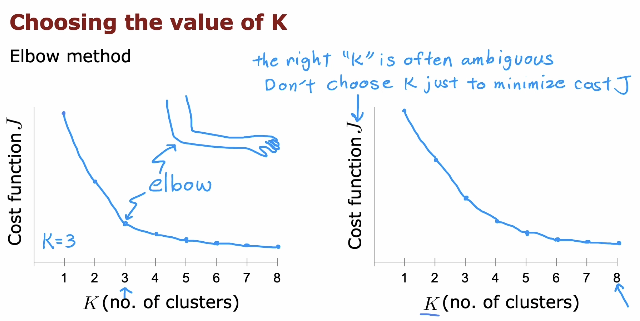 Choosing the value of K
Elbow method
the right "K" is often ambiguous
Don't choose K just to minimize cost J
Cost function J
elbow
K=3
1 2 3 4 5 6 7 8
K (no. of clusters)
Cost function J
1 2 3 4 5 6 7 8
K (no. of clusters)